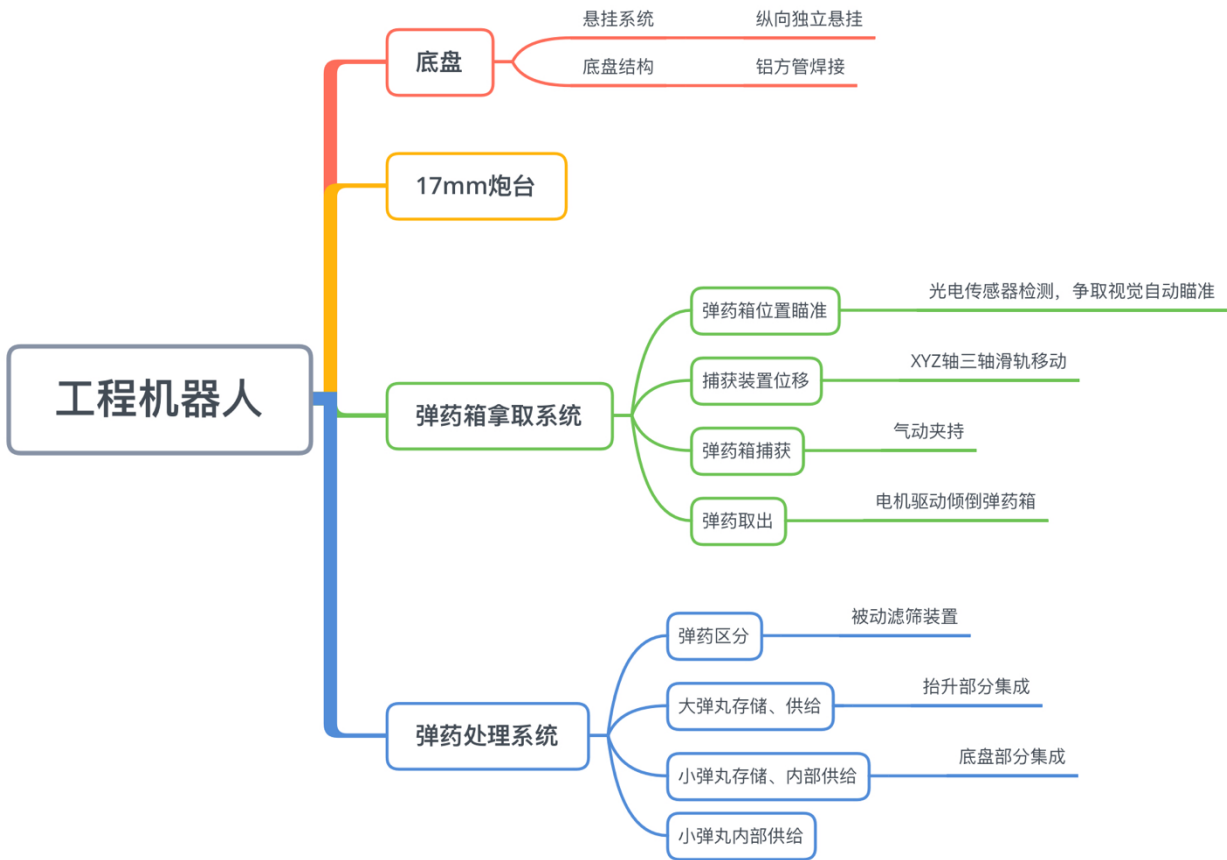 工程机器人
底盘
悬挂系统
纵向独立悬挂
底盘结构
铝方管焊接
17mm炮台
弹药箱拿取系统
弹药箱位置瞄准
光电传感器检测，争取视觉自动瞄准
捕获装置位移
XYZ轴三轴滑轨移动
弹药箱捕获
气动夹持
弹药取出
电机驱动倾倒弹药箱
弹药处理系统
弹药区分
被动滤筛装置
大弹丸存储、供给
抬升部分集成
小弹丸存储、内部供给
底盘部分集成
小弹丸内部供给